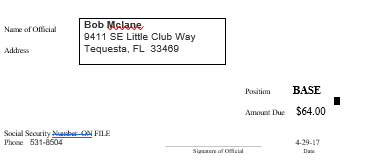 Name of Official Bob Mclane
9411 SE Little Club Way
Address Tequesta, FL 33469
Position BASE
Amount Due $64.00
Social Security Number ON FILE
Phone 531-8504
Signature of Official
4-29-17
Date